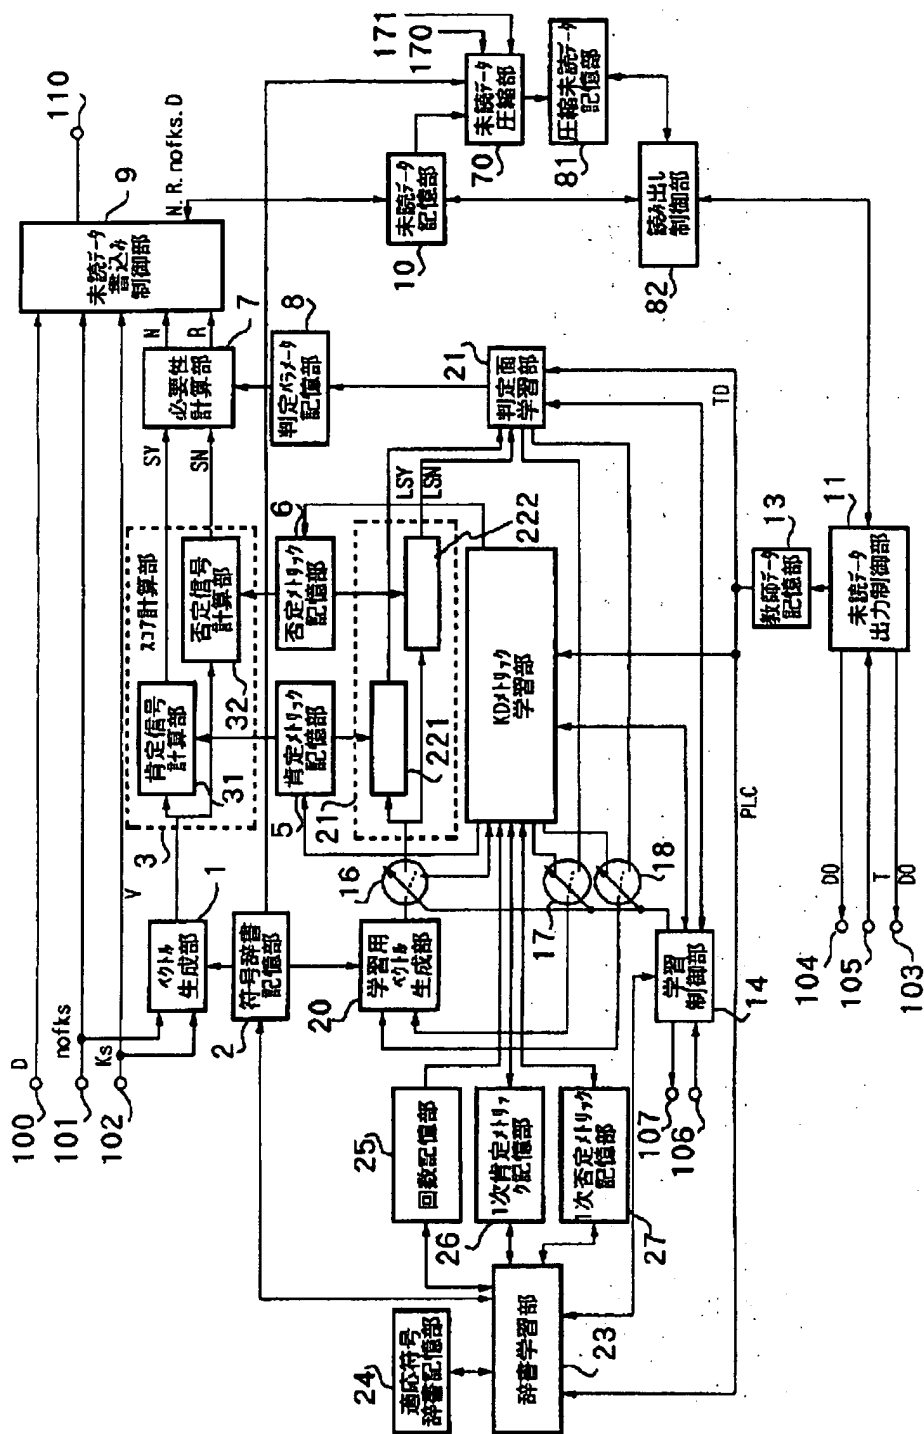 100
D
101
nofks
102
Ks
V
ベクトル
生成部
1
符号辞書
記憶部
2
学習用
ベクトル
生成部
20
スコア計算部
肯定信号
計算部
31
否定信号
計算部
32
3
SY
SN
必要性
計算部
7
N
R
未読データ
書込み
制御部
9
110
N. R. nofks. D
肯定メトリック
記憶部
5
否定メトリック
記憶部
6
判定パラメータ
記憶部
8
未読データ
記憶部
10
171
170
未読データ
圧縮部
70
圧縮未読データ
記憶部
81
読み出し
制御部
82
21
221
222
LSY
LSN
判定面
学習部
21
16
17
18
KDメトリック
学習部
回数記憶部
25
1次肯定メトリッ
ク記憶部
26
1次否定メトリック
記憶部
27
適応符号
辞書記憶部
24
辞書学習部
23
学習
制御部
14
107
106
PLC
TD
教師データ
記憶部
13
未読データ
出力制御部
11
DO
104
T
105
DO
103